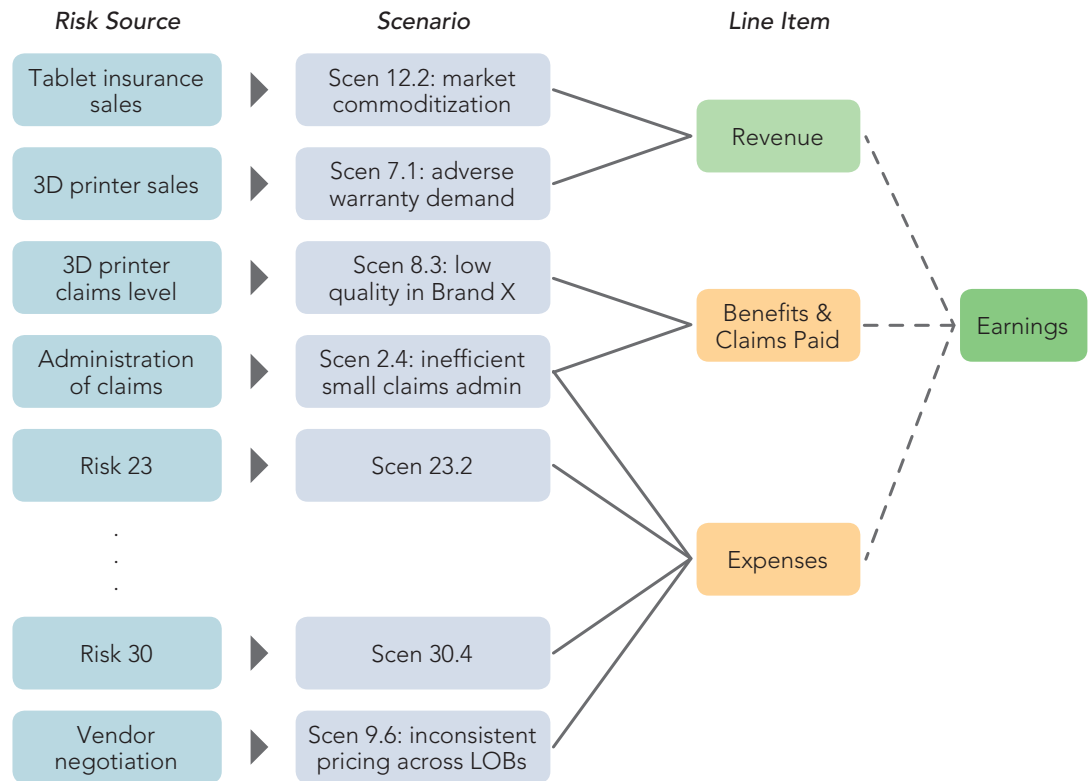 Risk Source
Scenario
Line Item
Tablet insurance
sales
Scen 12.2: market
commoditization
Revenue
3D printer sales
Scen 7.1: adverse
warranty demand
3D printer
claims level
Scen 8.3: low
quality in Brand X
Benefits &
Claims Paid
Earnings
Administration
of claims
Scen 2.4: inefficient
small claims admin
Risk 23
Scen 23.2
.
.
.
Expenses
Risk 30
Scen 30.4
Vendor
negotiation
Scen 9.6: inconsistent
pricing across LOBs